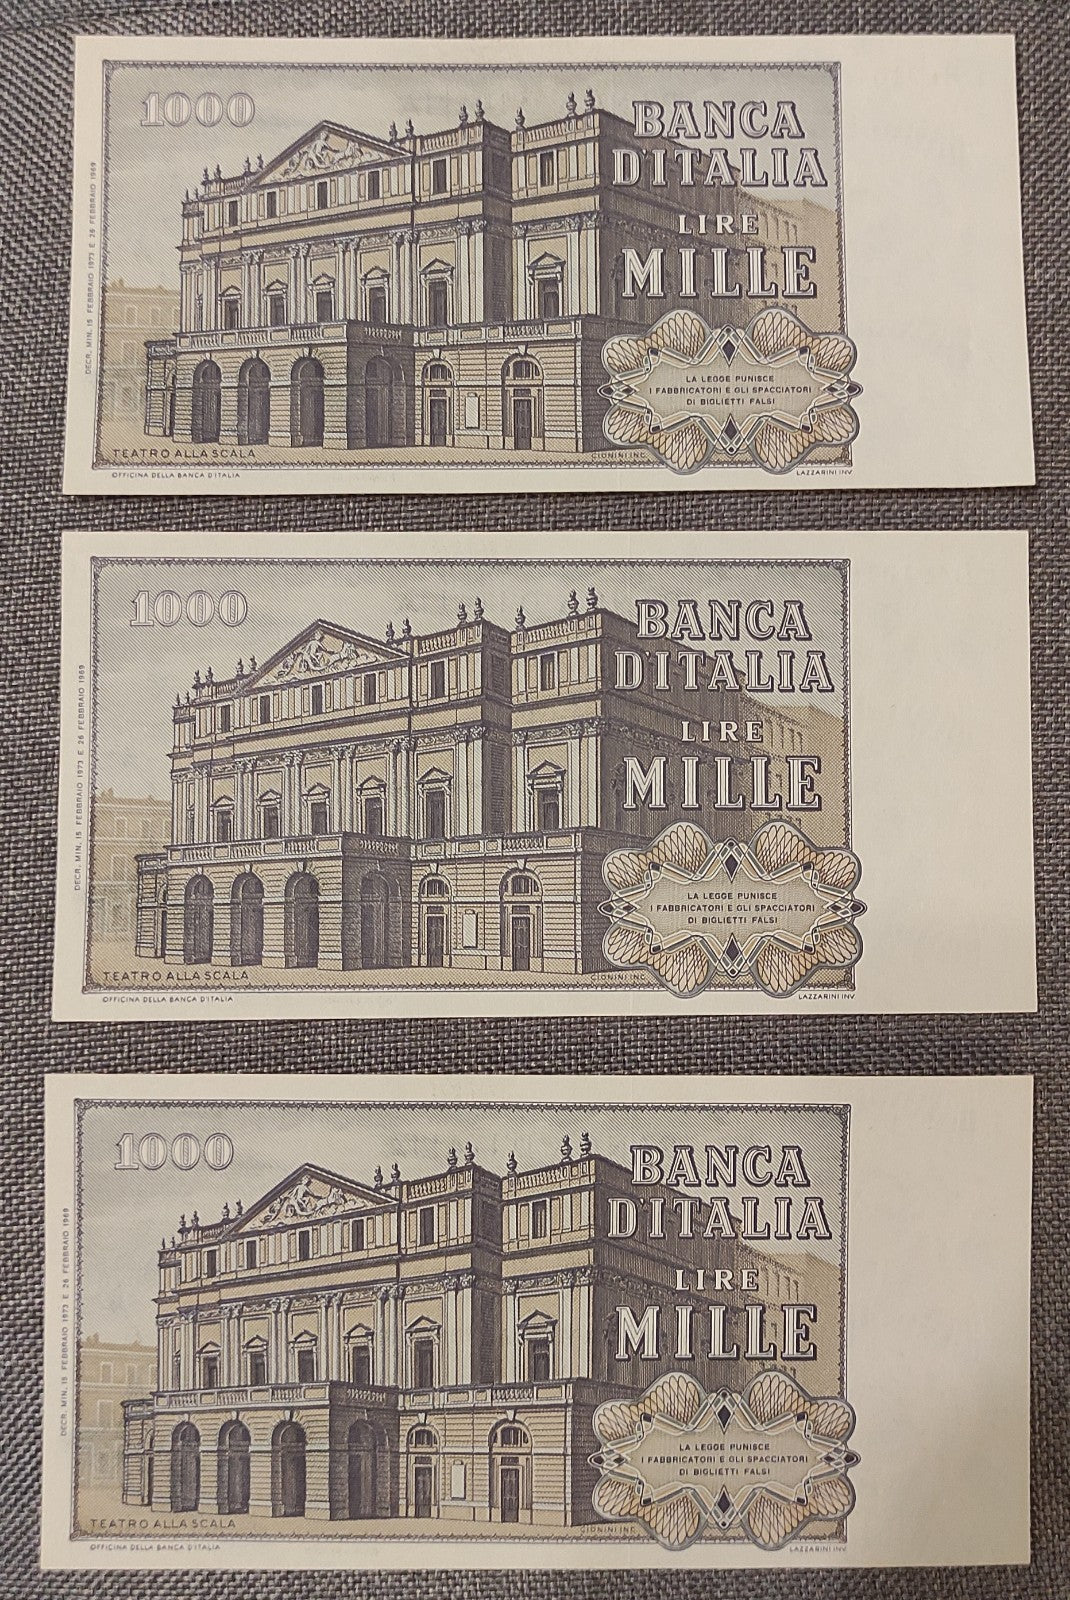 1000
BANCA
D'ITALIA
LIRE
MILLE
DECR. MIN. 15 FEBBRAIO 1973 E 26 FEBBRAIO 1969
LA LEGGE PUNISCE
I FABBRICATORI E GLI SPACCIATORI
DI BIGLIETTI FALSI
TEATRO ALLA SCALA
CIONINI INC.
OFFICINA DELLA BANCA D'ITALIA
LAZZARINI INV.
1000
BANCA
D'ITALIA
LIRE
MILLE
DECR. MIN. 15 FEBBRAIO 1973 E 26 FEBBRAIO 1969
LA LEGGE PUNISCE
I FABBRICATORI E GLI SPACCIATORI
DI BIGLIETTI FALSI
TEATRO ALLA SCALA
CIONINI INC.
OFFICINA DELLA BANCA D'ITALIA
LAZZARINI INV.
1000
BANCA
D'ITALIA
LIRE
MILLE
DECR. MIN. 15 FEBBRAIO 1973 E 26 FEBBRAIO 1969
LA LEGGE PUNISCE
I FABBRICATORI E GLI SPACCIATORI
DI BIGLIETTI FALSI
TEATRO ALLA SCALA
CIONINI INC.
OFFICINA DELLA BANCA D'ITALIA
LAZZARINI INV.